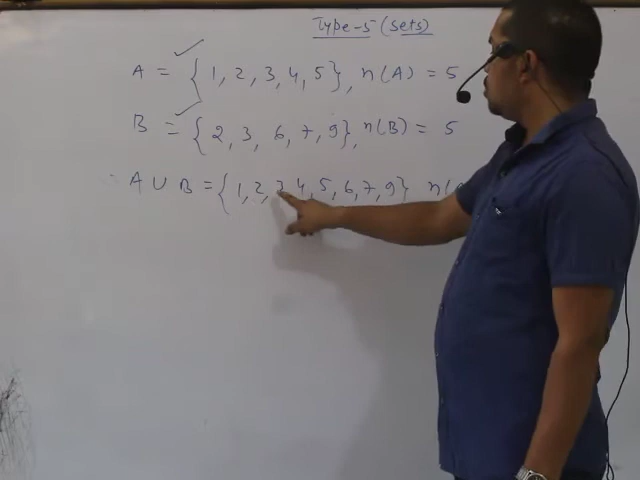 Type-5 (Sets)
A = { 1, 2, 3, 4, 5 }, n(A) = 5
B = { 2, 3, 6, 7, 9 }, n(B) = 5
∴ A ∪ B = { 1, 2, 3, 4, 5, 6, 7, 9 } n(